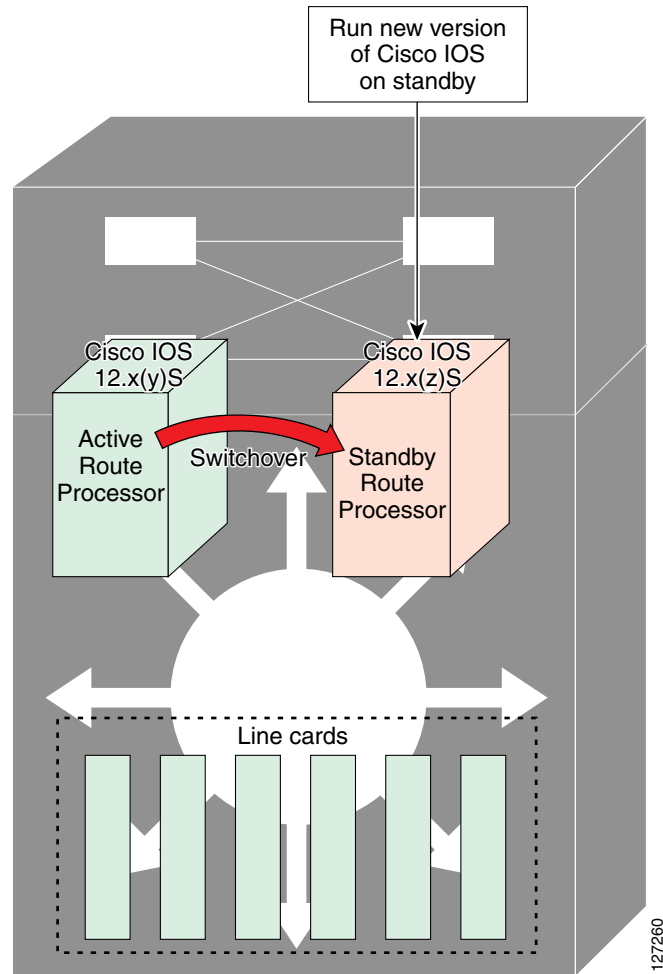 Run new version
of Cisco IOS
on standby
Cisco IOS
12.x(y)S
Cisco IOS
12.x(z)S
Active
Route
Processor
Switchover
Standby
Route
Processor
Line cards
127260